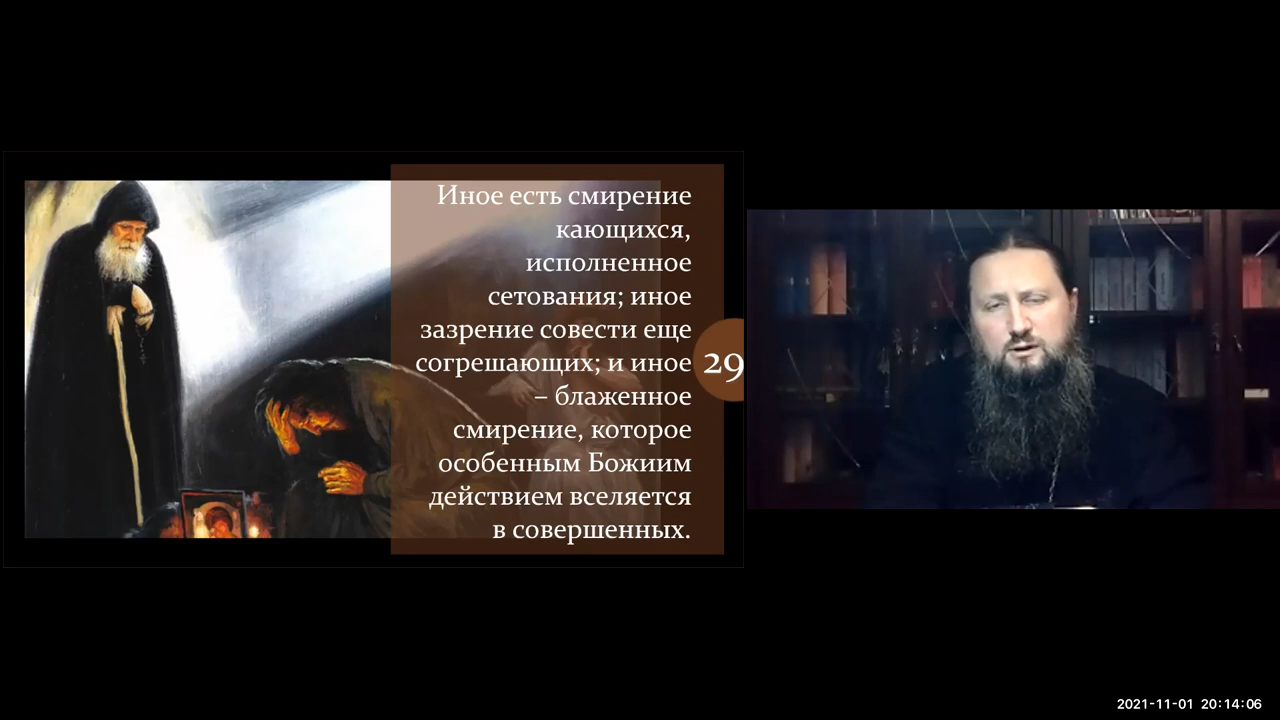 Иное есть смирение
кающихся,
исполненное
сетования; иное
зазрение совести еще
согрешающих; и иное
– блаженное
смирение, которое
особенным Божиим
действием вселяется
в совершенных.
29
2021-11-01 20:14:06